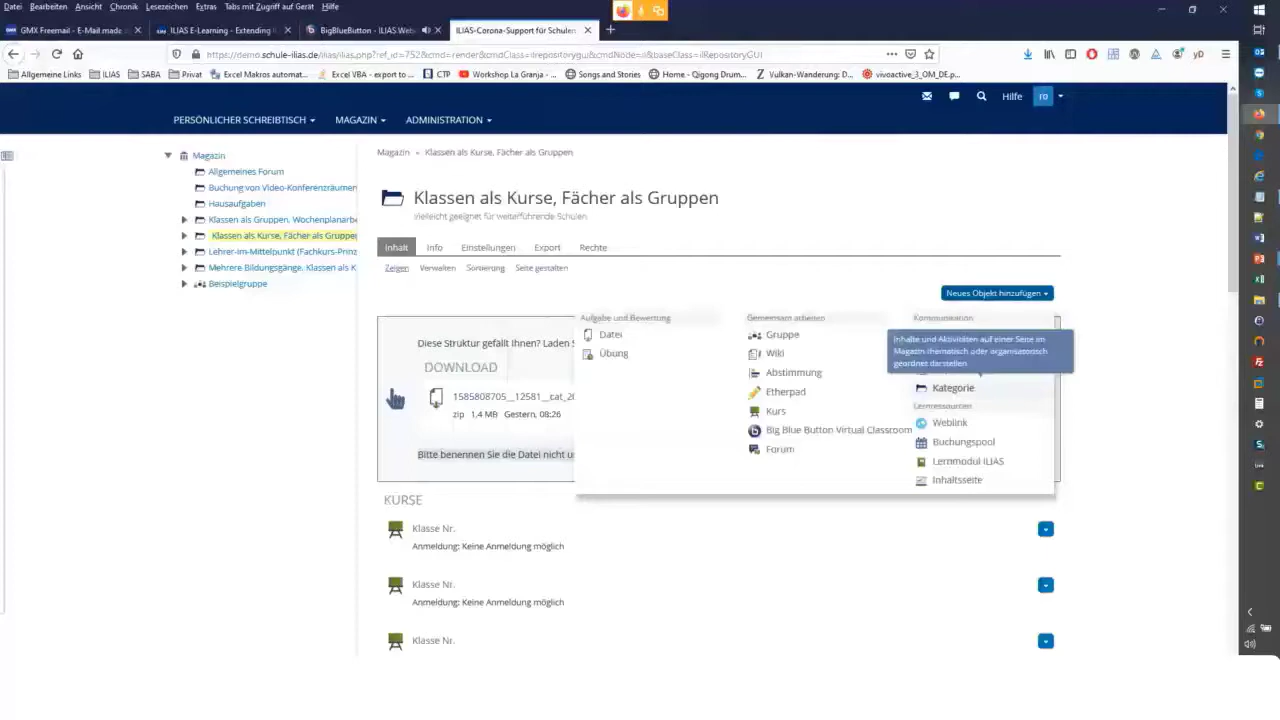 Datei Bearbeiten Ansicht Chronik Lesezeichen Extras Tabs mit Zugriff auf Gerät Hilfe
GMX Freemail - E-Mail made
ILIAS E-Learning - Extending IL
BigBlueButton - ILIAS Web
ILIAS-Corona-Support für Schulen
https://demo.schule-ilias.de/ilias/ilias.php?ref_id=752&cmd=render&cmdClass=ilrepositorygui&cmdNode=&baseClass=ilRepositoryGUI
Allgemeine Links ILIAS SABA Privat Excel Makros automat... Excel VBA - export to ... CTP Workshop La Granja - ... Songs and Stories Home - Qigong Drum... Vulkan-Wanderung: D... vivoactive_3_OM_DE.p...
Hilfe ro
PERSÖNLICHER SCHREIBTISCH MAGAZIN ADMINISTRATION
Magazin
Allgemeines Forum
Buchung von Video-Konferenzräumen
Hausaufgaben
Klassen als Gruppen, Wochenplanarbe
Klassen als Kurse, Fächer als Gruppen
Lehrer-im-Mittelpunkt (Fachkurs-Prinz
Mehrere Bildungsgänge, Klassen als K
Beispielgruppe
Magazin Klassen als Kurse, Fächer als Gruppen
Klassen als Kurse, Fächer als Gruppen
Vielleicht geeignet für weiterführende Schulen.
Inhalt Info Einstellungen Export Rechte
Zeigen Verwalten Sortierung Seite gestalten
Neues Objekt hinzufügen
Diese Struktur gefällt Ihnen? Laden S
DOWNLOAD
1585808705__12581__cat_20
zip 1,4 MB Gestern, 08:26
Bitte benennen Sie die Datei nicht u
Aufgabe und Bewertung
Datei
Übung
Gemeinsam arbeiten
Gruppe
Wiki
Abstimmung
Etherpad
Kurs
Big Blue Button Virtual Classroom
Forum
Kommunikation
Inhalte und Aktivitäten auf einer Seite im
Magazin thematisch oder organisatorisch
geordnet darstellen.
Kategorie
Lernressourcen
Weblink
Buchungspool
Lernmodul ILIAS
Inhaltsseite
KURSE
Klasse Nr.
Anmeldung: Keine Anmeldung möglich
Klasse Nr.
Anmeldung: Keine Anmeldung möglich
Klasse Nr.